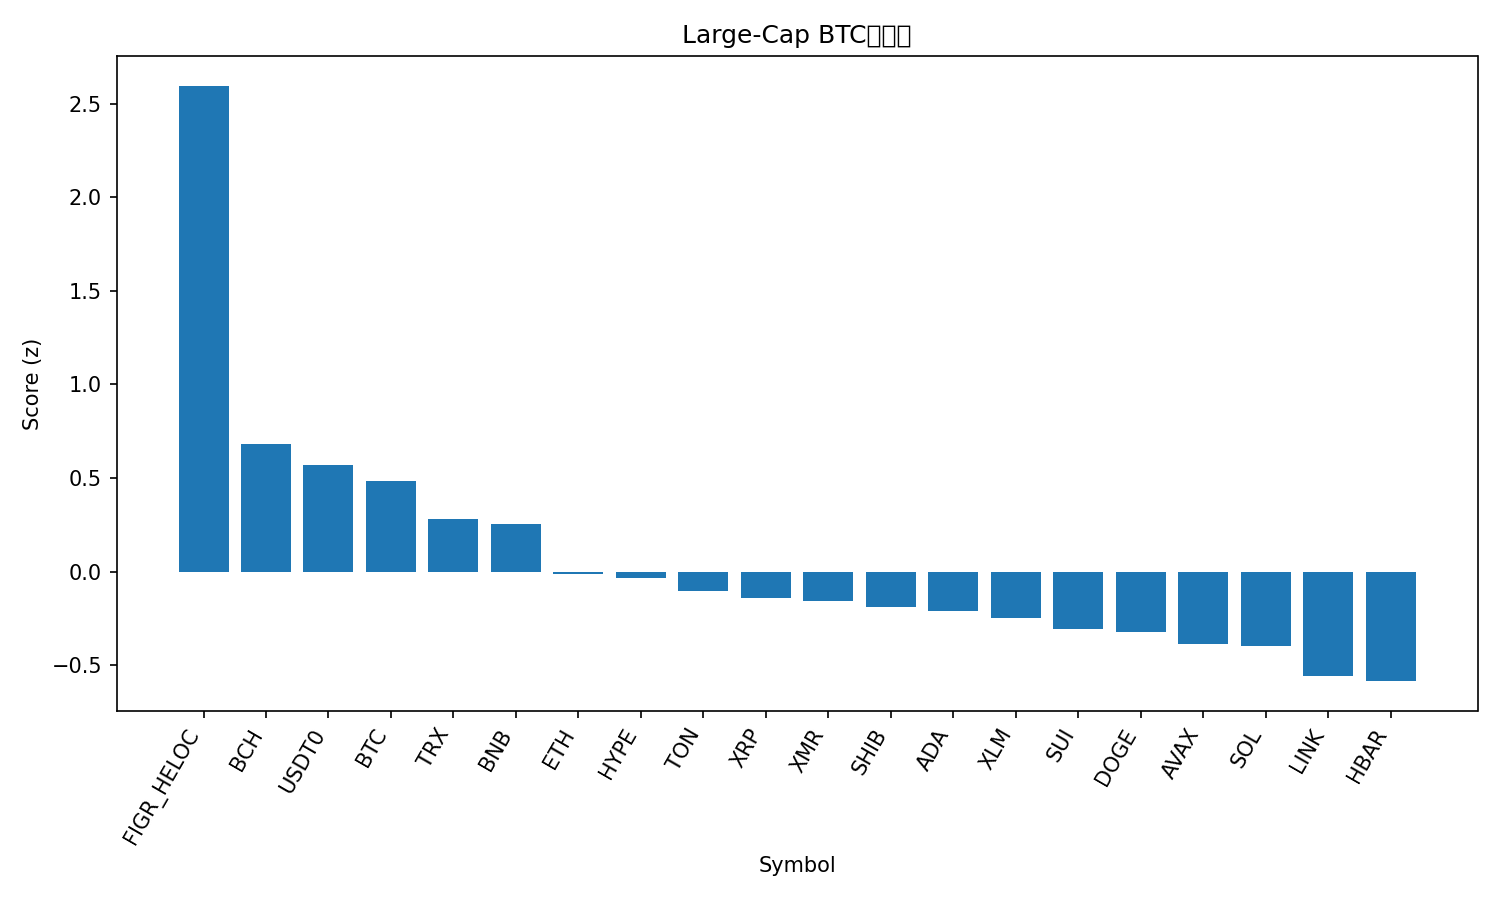 Large-Cap BTC
2.5
2.0
1.5
1.0
0.5
0.0
−0.5
Score (z)
FIGR_HELOC
BCH
USDT0
BTC
TRX
BNB
ETH
HYPE
TON
XRP
XMR
SHIB
ADA
XLM
SUI
DOGE
AVAX
SOL
LINK
HBAR
Symbol